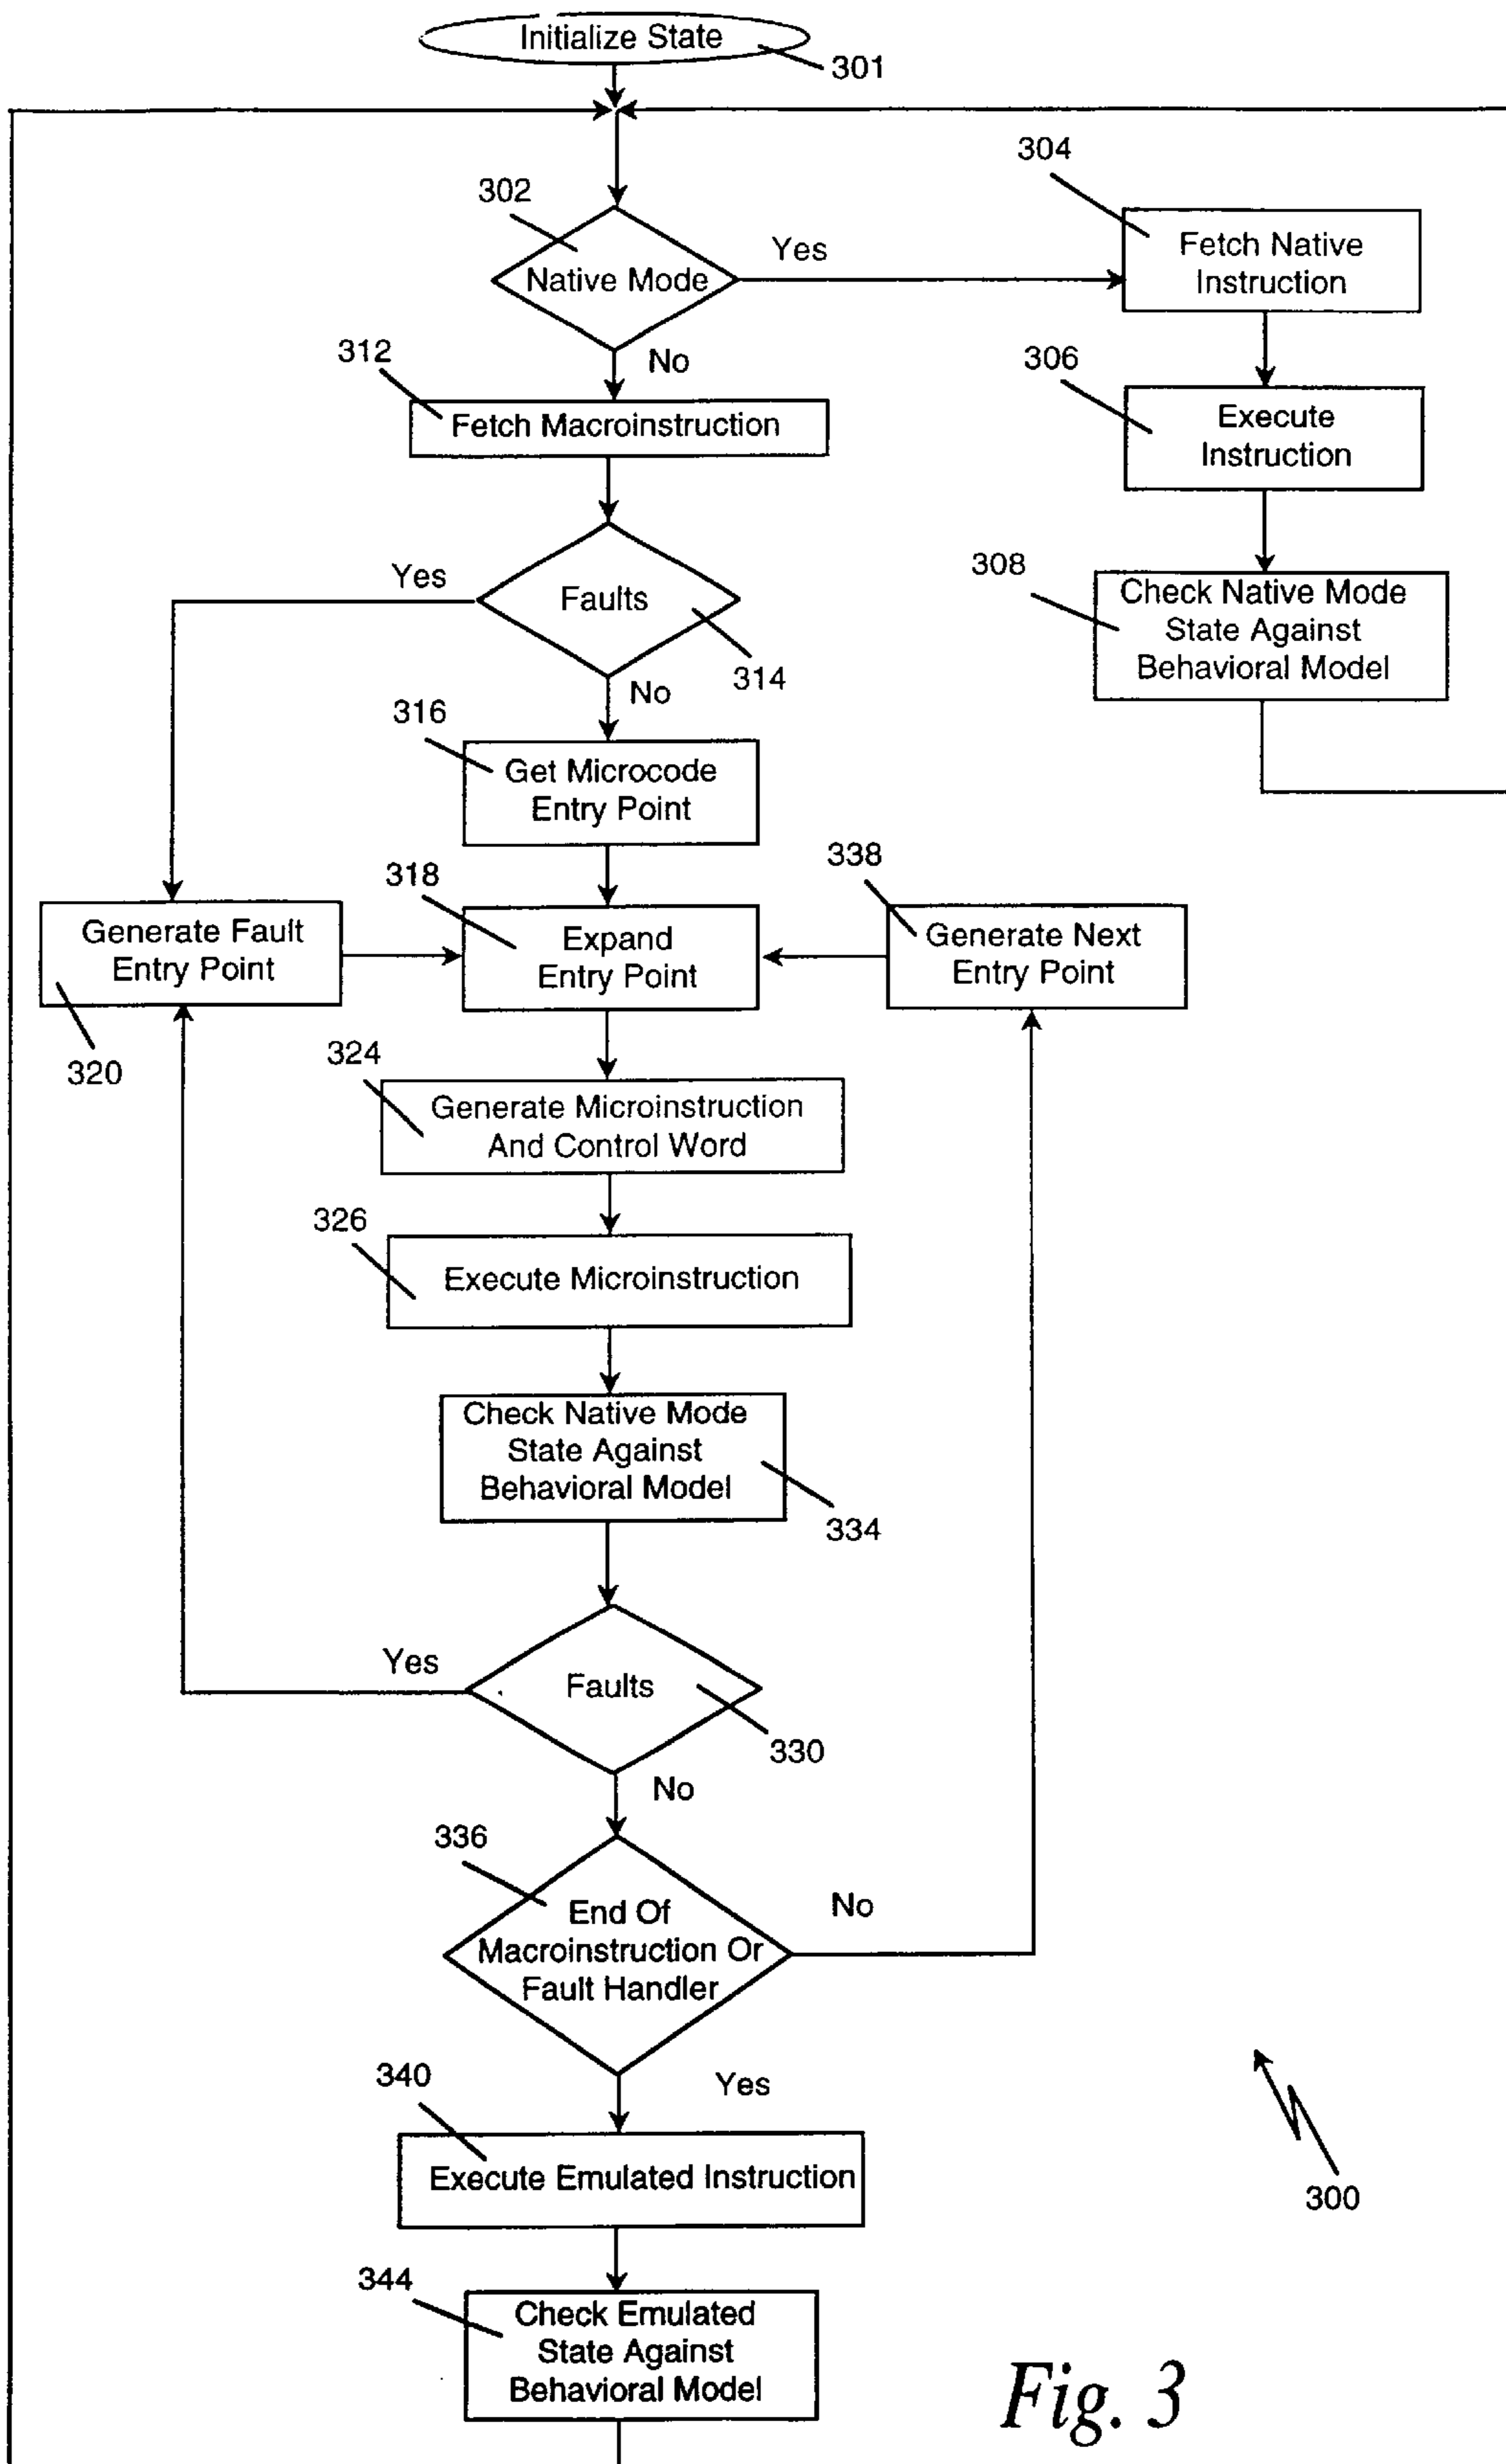 Initialize State
301
304
302
Yes
Fetch Native
Instruction
Native Mode
312
No
306
Fetch Macroinstruction
Execute
Instruction
308
Yes
Faults
Check Native Mode
State Against
Behavioral Model
314
No
316
Get Microcode
Entry Point
338
318
Generate Fault
Entry Point
Expand
Entry Point
Generate Next
Entry Point
320
324
Generate Microinstruction
And Control Word
326
Execute Microinstruction
Check Native Mode
State Against
Behavioral Model
334
Yes
Faults
330
No
336
End Of
Macroinstruction Or
Fault Handler
No
340
Yes
Execute Emulated Instruction
300
344
Check Emulated
State Against
Behavioral Model
Fig. 3